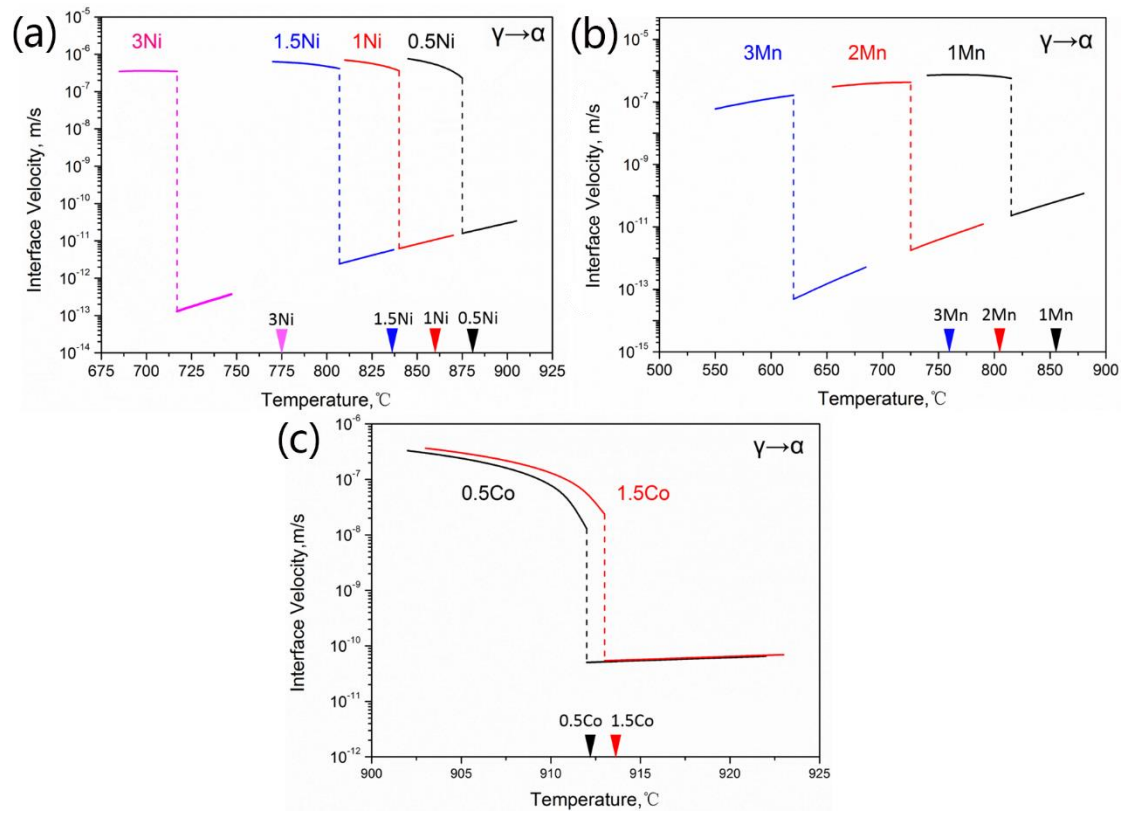 (a)
3Ni 1.5Ni 1Ni 0.5Ni γ→α
10⁻⁵
10⁻⁶
10⁻⁷
10⁻⁸
10⁻⁹
10⁻¹⁰
10⁻¹¹
10⁻¹²
10⁻¹³
10⁻¹⁴
Interface Velocity, m/s
3Ni 1.5Ni 1Ni 0.5Ni
675 700 725 750 775 800 825 850 875 900 925
Temperature,℃
(b)
3Mn 2Mn 1Mn γ→α
10⁻⁵
10⁻⁷
10⁻⁹
10⁻¹¹
10⁻¹³
10⁻¹⁵
Interface Velocity, m/s
3Mn 2Mn 1Mn
500 550 600 650 700 750 800 850 900
Temperature,℃
(c)
γ→α
0.5Co 1.5Co
10⁻⁶
10⁻⁷
10⁻⁸
10⁻⁹
10⁻¹⁰
10⁻¹¹
10⁻¹²
Interface Velocity,m/s
0.5Co 1.5Co
900 905 910 915 920 925
Temperature,℃